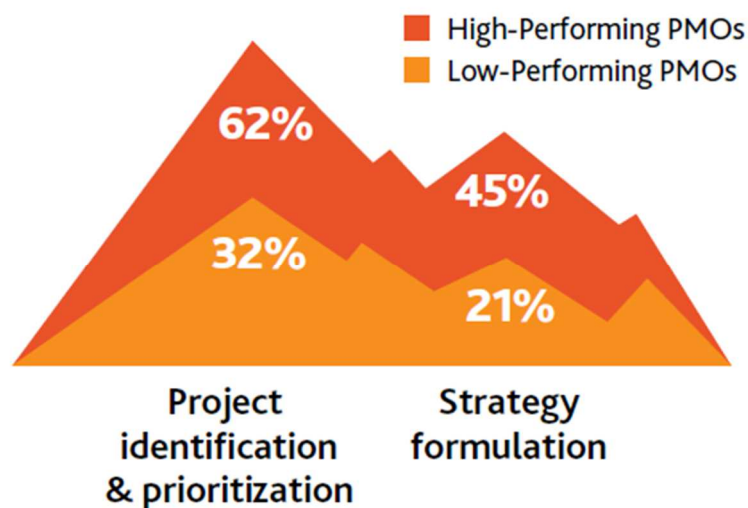 High-Performing PMOs
Low-Performing PMOs
62%
45%
32%
21%
Project
identification
& prioritization
Strategy
formulation